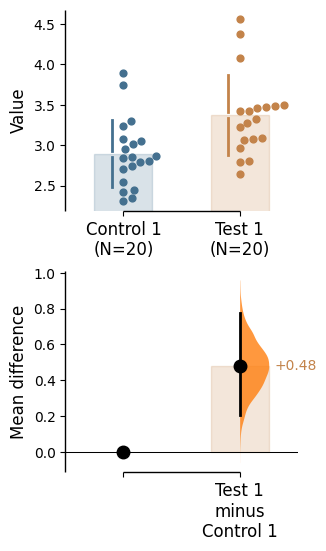 4.5
4.0
3.5
3.0
2.5
Value
Control 1
(N=20)
Test 1
(N=20)
1.0
0.8
0.6
0.4
0.2
0.0
Mean difference
+0.48
Test 1
minus
Control 1